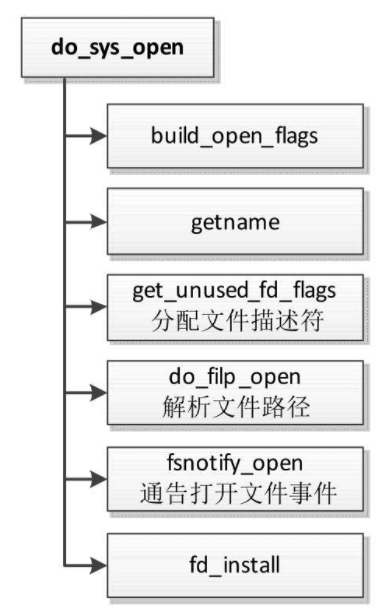 do_sys_open
build_open_flags
getname
get_unused_fd_flags
分配文件描述符
do_filp_open
解析文件路径
fsnotify_open
通告打开文件事件
fd_install